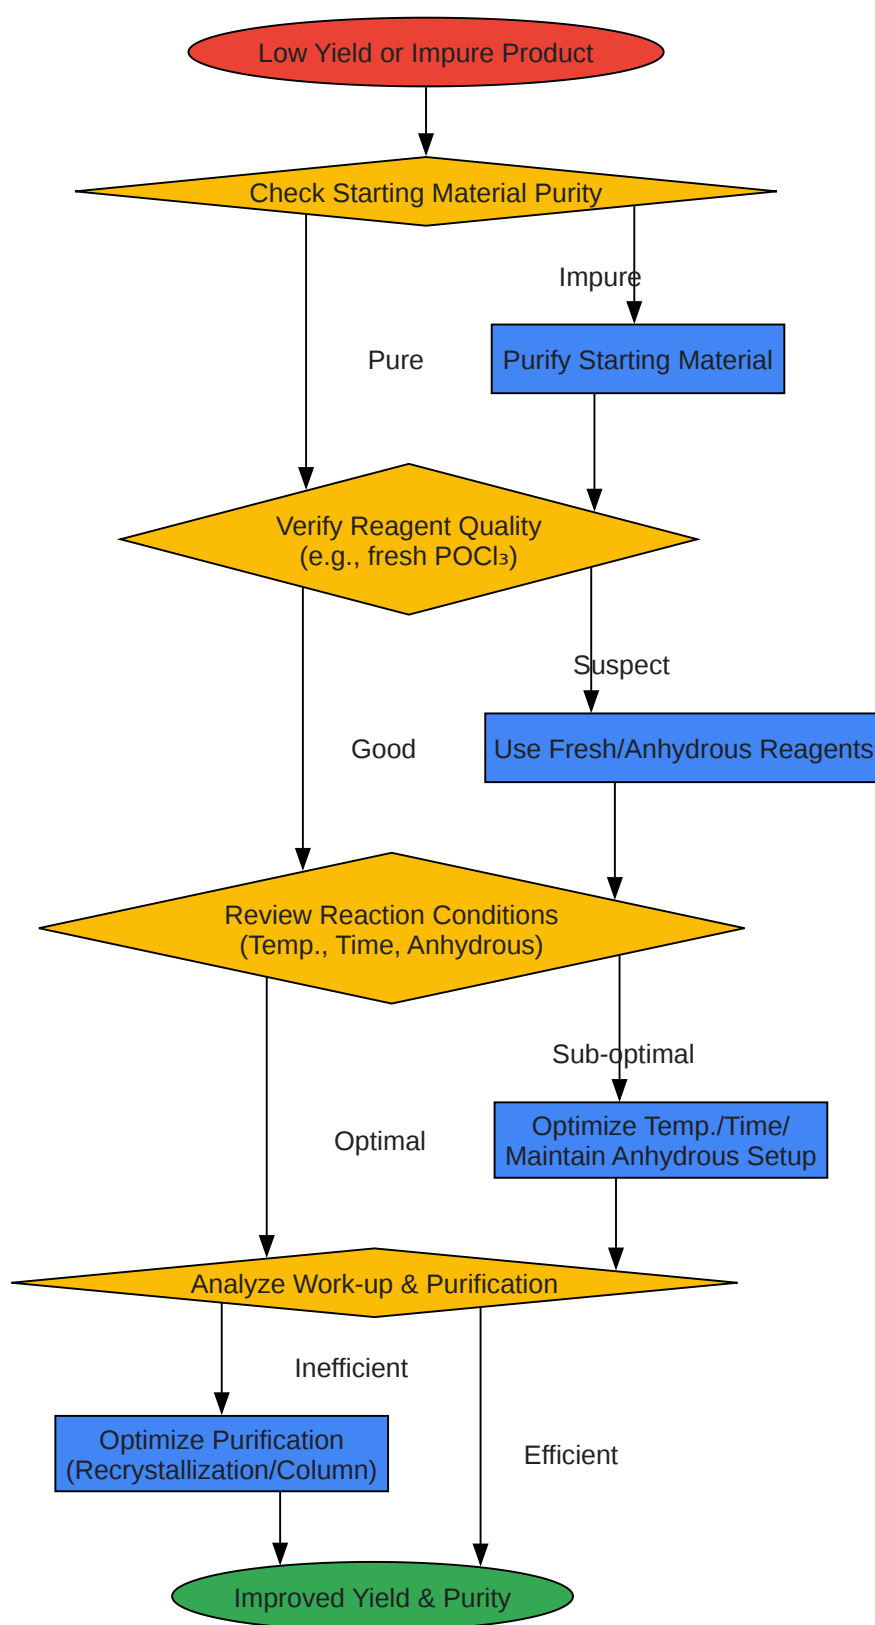 Low Yield or Impure Product
Check Starting Material Purity
Impure
Pure
Purify Starting Material
Verify Reagent Quality
(e.g., fresh POCl₃)
Suspect
Good
Use Fresh/Anhydrous Reagents
Review Reaction Conditions
(Temp., Time, Anhydrous)
Sub-optimal
Optimal
Optimize Temp./Time/
Maintain Anhydrous Setup
Analyze Work-up & Purification
Inefficient
Optimize Purification
(Recrystallization/Column)
Efficient
Improved Yield & Purity